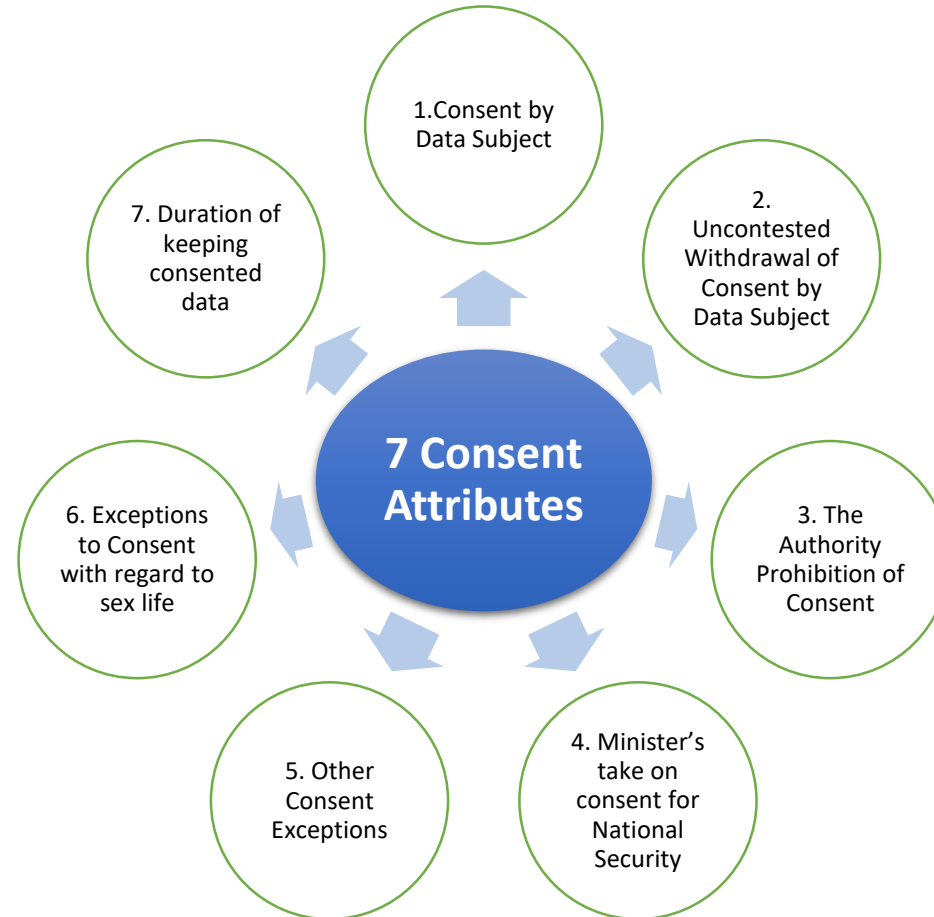 1.Consent by
Data Subject
2.
Uncontested
Withdrawal of
Consent by
Data Subject
3. The
Authority
Prohibition of
Consent
4. Minister’s
take on
consent for
National
Security
5. Other
Consent
Exceptions
6. Exceptions
to Consent
with regard to
sex life
7. Duration of
keeping
consented
data
7 Consent
Attributes